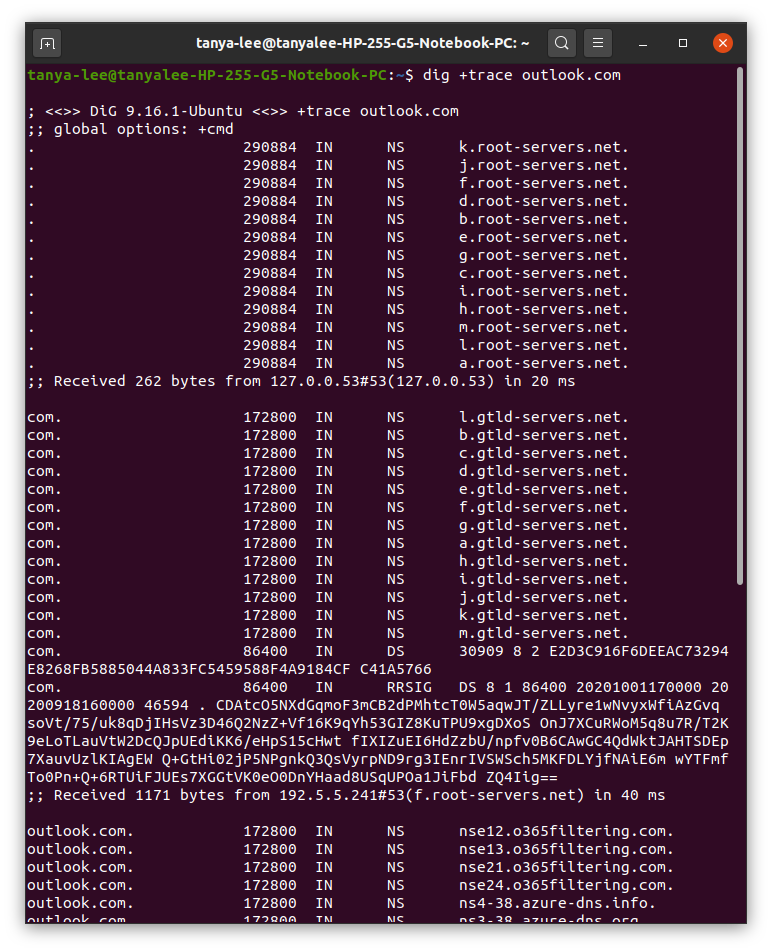 tanya-lee@tanyalee-HP-255-G5-Notebook-PC: ~
tanya-lee@tanyalee-HP-255-G5-Notebook-PC:~$ dig +trace outlook.com
; <<>> DiG 9.16.1-Ubuntu <<>> +trace outlook.com
;; global options: +cmd
. 290884 IN NS k.root-servers.net.
. 290884 IN NS j.root-servers.net.
. 290884 IN NS f.root-servers.net.
. 290884 IN NS d.root-servers.net.
. 290884 IN NS b.root-servers.net.
. 290884 IN NS e.root-servers.net.
. 290884 IN NS g.root-servers.net.
. 290884 IN NS c.root-servers.net.
. 290884 IN NS i.root-servers.net.
. 290884 IN NS h.root-servers.net.
. 290884 IN NS m.root-servers.net.
. 290884 IN NS l.root-servers.net.
. 290884 IN NS a.root-servers.net.
;; Received 262 bytes from 127.0.0.53#53(127.0.0.53) in 20 ms
com. 172800 IN NS l.gtld-servers.net.
com. 172800 IN NS b.gtld-servers.net.
com. 172800 IN NS c.gtld-servers.net.
com. 172800 IN NS d.gtld-servers.net.
com. 172800 IN NS e.gtld-servers.net.
com. 172800 IN NS f.gtld-servers.net.
com. 172800 IN NS g.gtld-servers.net.
com. 172800 IN NS a.gtld-servers.net.
com. 172800 IN NS h.gtld-servers.net.
com. 172800 IN NS i.gtld-servers.net.
com. 172800 IN NS j.gtld-servers.net.
com. 172800 IN NS k.gtld-servers.net.
com. 172800 IN NS m.gtld-servers.net.
com. 86400 IN DS 30909 8 2 E2D3C916F6DEEAC73294
E8268FB5885044A833FC5459588F4A9184CF C41A5766
com. 86400 IN RRSIG DS 8 1 86400 20201001170000 20
200918160000 46594 . CDAtcO5NXdGqmoF3mCB2dPMhtcT0W5aqwJT/ZLLyre1wNvyxWfiAzGvq
soVt/75/uk8qDjIHsVz3D46Q2NzZ+Vf16K9qYh53GIZ8KuTPU9xgDXoS OnJ7XCuRWoM5q8u7R/T2K
9eLoTLauVtW2DcQJpUEdiKK6/eHpS15cHwt fIXIZuEI6HdZzbU/npfv0B6CAwGC4QdWktJAHTSDEp
7XauvUzlKIAgEW Q+GtHi02jP5NPgnkQ3QsVyrpND9rg3IEnrIVSWSch5MKFDLYjfNAiE6m wYTFmf
To0Pn+Q+6RTUiFJUEs7XGGtVK0eO0DnYHaad8USqUPOa1JiFbd ZQ4Iig==
;; Received 1171 bytes from 192.5.5.241#53(f.root-servers.net) in 40 ms
outlook.com. 172800 IN NS nse12.o365filtering.com.
outlook.com. 172800 IN NS nse13.o365filtering.com.
outlook.com. 172800 IN NS nse21.o365filtering.com.
outlook.com. 172800 IN NS nse24.o365filtering.com.
outlook.com. 172800 IN NS ns4-38.azure-dns.info.
outlook.com. 172800 IN NS ns3-38.azure-dns.org.